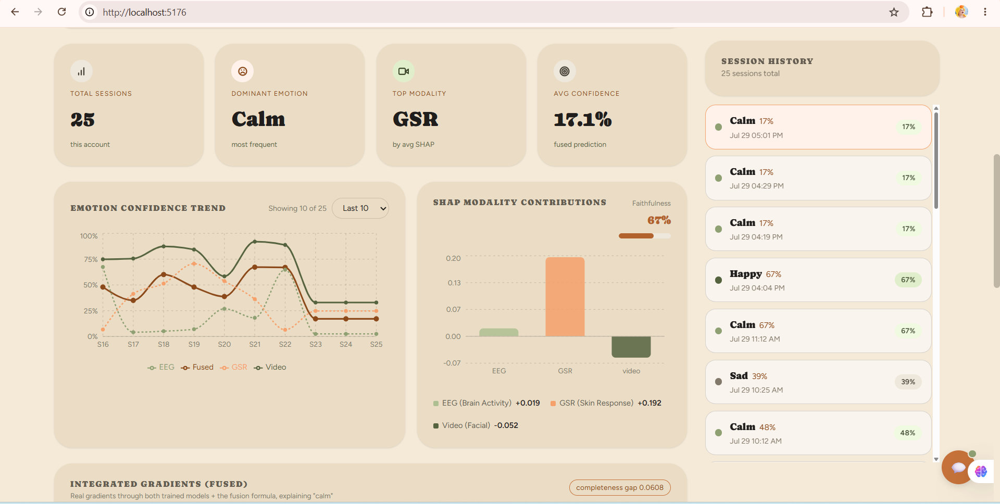 http://localhost:5176
TOTAL SESSIONS
25
this account
DOMINANT EMOTION
Calm
most frequent
TOP MODALITY
GSR
by avg SHAP
AVG CONFIDENCE
17.1%
fused prediction
EMOTION CONFIDENCE TREND
Showing 10 of 25
Last 10
100%
75%
50%
25%
0%
S16 S17 S18 S19 S20 S21 S22 S23 S24 S25
EEG Fused GSR Video
SHAP MODALITY CONTRIBUTIONS
Faithfulness
67%
0.20
0.13
0.07
0.00
-0.07
EEG GSR video
EEG (Brain Activity) +0.019 GSR (Skin Response) +0.192
Video (Facial) -0.052
INTEGRATED GRADIENTS (FUSED)
Real gradients through both trained models + the fusion formula, explaining "calm"
completeness gap 0.0608
SESSION HISTORY
25 sessions total
Calm 17%
Jul 29 05:01 PM
17%
Calm 17%
Jul 29 04:29 PM
17%
Calm 17%
Jul 29 04:19 PM
17%
Happy 67%
Jul 29 04:04 PM
67%
Calm 67%
Jul 29 11:12 AM
67%
Sad 39%
Jul 29 10:25 AM
39%
Calm 48%
Jul 29 10:12 AM
48%